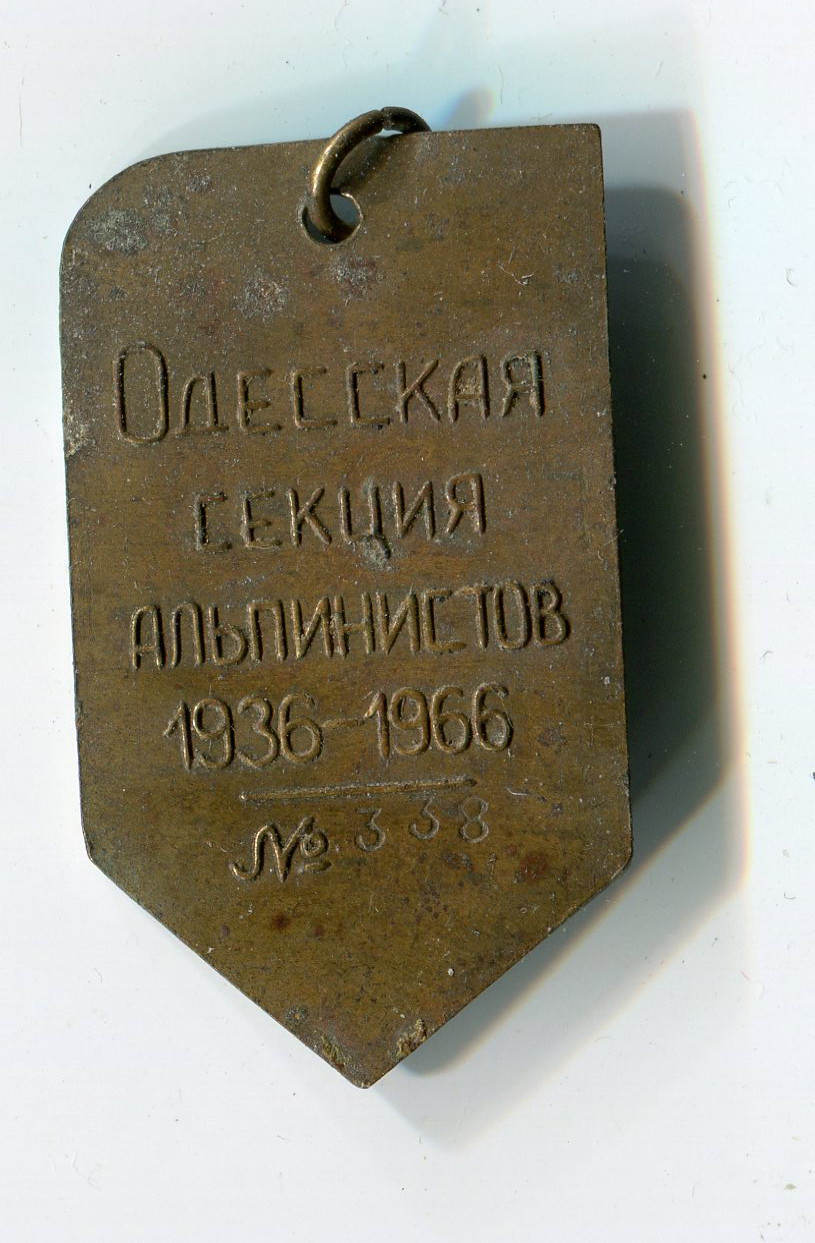 Одесская
секция
альпинистов
1936-1966
№ 338